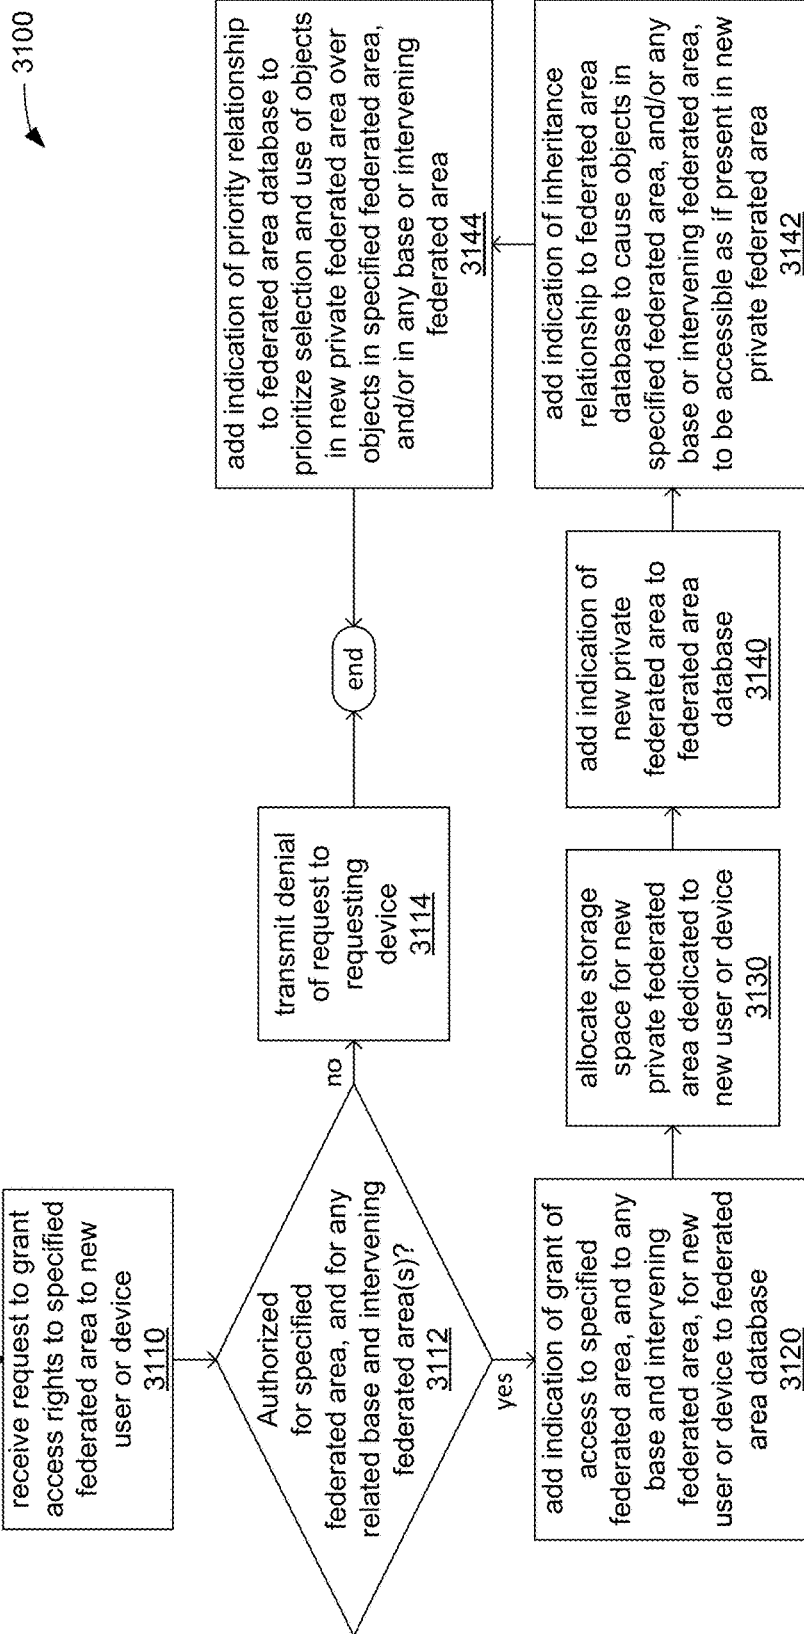 3100
receive request to grant
access rights to specified
federated area to new
user or device
3110
Authorized
for specified
federated area, and for any
related base and intervening
federated area(s)?
3112
no
transmit denial
of request to
requesting
device
3114
end
yes
add indication of grant of
access to specified
federated area, and to any
base and intervening
federated area, for new
user or device to federated
area database
3120
allocate storage
space for new
private federated
area dedicated to
new user or device
3130
add indication of
new private
federated area to
federated area
database
3140
add indication of inheritance
relationship to federated area
database to cause objects in
specified federated area, and/or any
base or intervening federated area,
to be accessible as if present in new
private federated area
3142
add indication of priority relationship
to federated area database to
prioritize selection and use of objects
in new private federated area over
objects in specified federated area,
and/or in any base or intervening
federated area
3144